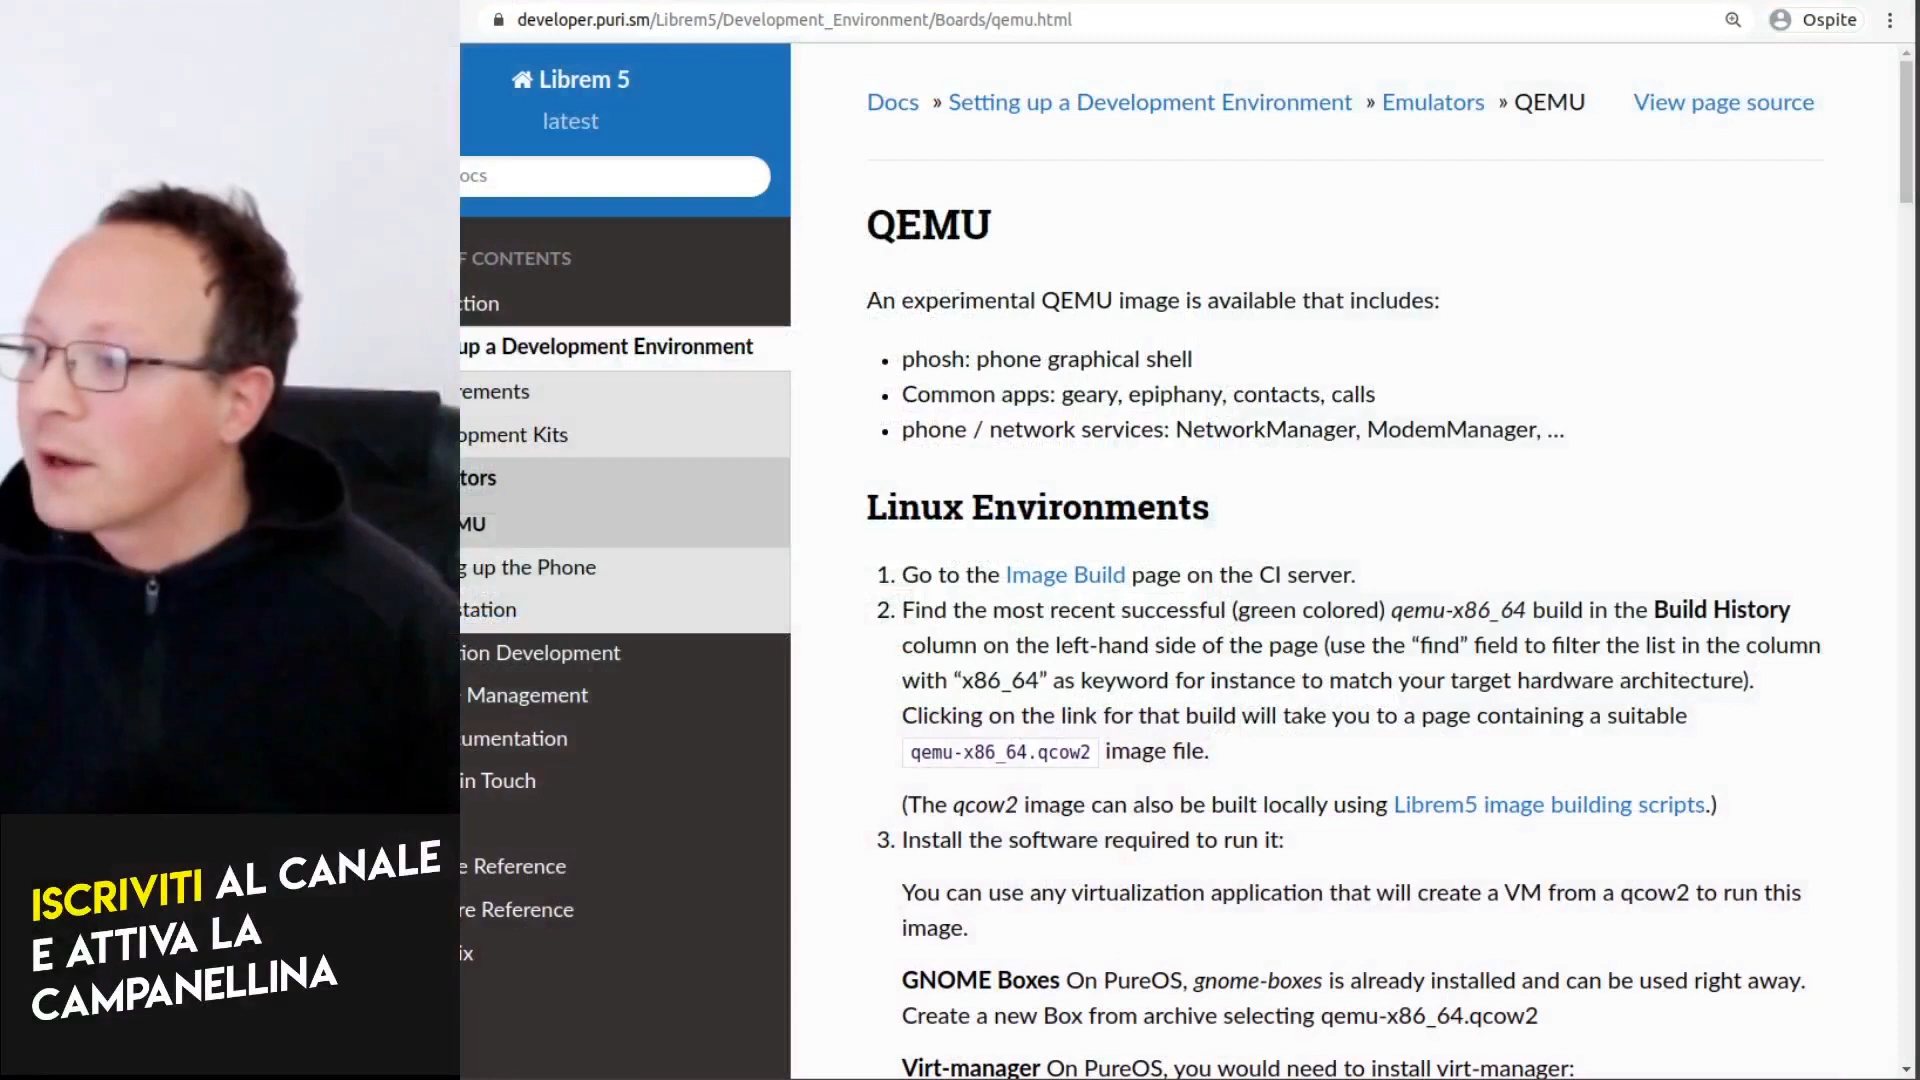 developer.puri.sm/Librem5/Development_Environment/Boards/qemu.html
Ospite
Librem 5
latest
ocs
F CONTENTS
ction
up a Development Environment
rements
opment Kits
tors
MU
g up the Phone
station
ion Development
Management
umentation
in Touch
e Reference
re Reference
ix
Docs » Setting up a Development Environment » Emulators » QEMU
View page source
QEMU
An experimental QEMU image is available that includes:
• phosh: phone graphical shell
• Common apps: geary, epiphany, contacts, calls
• phone / network services: NetworkManager, ModemManager, ...
Linux Environments
1. Go to the Image Build page on the CI server.
2. Find the most recent successful (green colored) qemu-x86_64 build in the Build History
column on the left-hand side of the page (use the “find” field to filter the list in the column
with “x86_64” as keyword for instance to match your target hardware architecture).
Clicking on the link for that build will take you to a page containing a suitable
qemu-x86_64.qcow2 image file.
(The qcow2 image can also be built locally using Librem5 image building scripts.)
3. Install the software required to run it:
You can use any virtualization application that will create a VM from a qcow2 to run this
image.
GNOME Boxes On PureOS, gnome-boxes is already installed and can be used right away.
Create a new Box from archive selecting qemu-x86_64.qcow2
Virt-manager On PureOS, you would need to install virt-manager:
ISCRIVITI AL CANALE
E ATTIVA LA
CAMPANELLINA